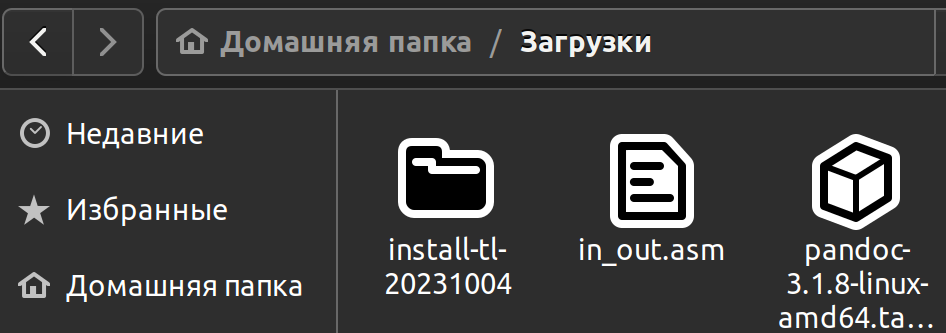 Домашняя папка / Загрузки
Недавние
Избранные
Домашняя папка
install-tl-
20231004
in_out.asm
pandoc-
3.1.8-linux-
amd64.ta…